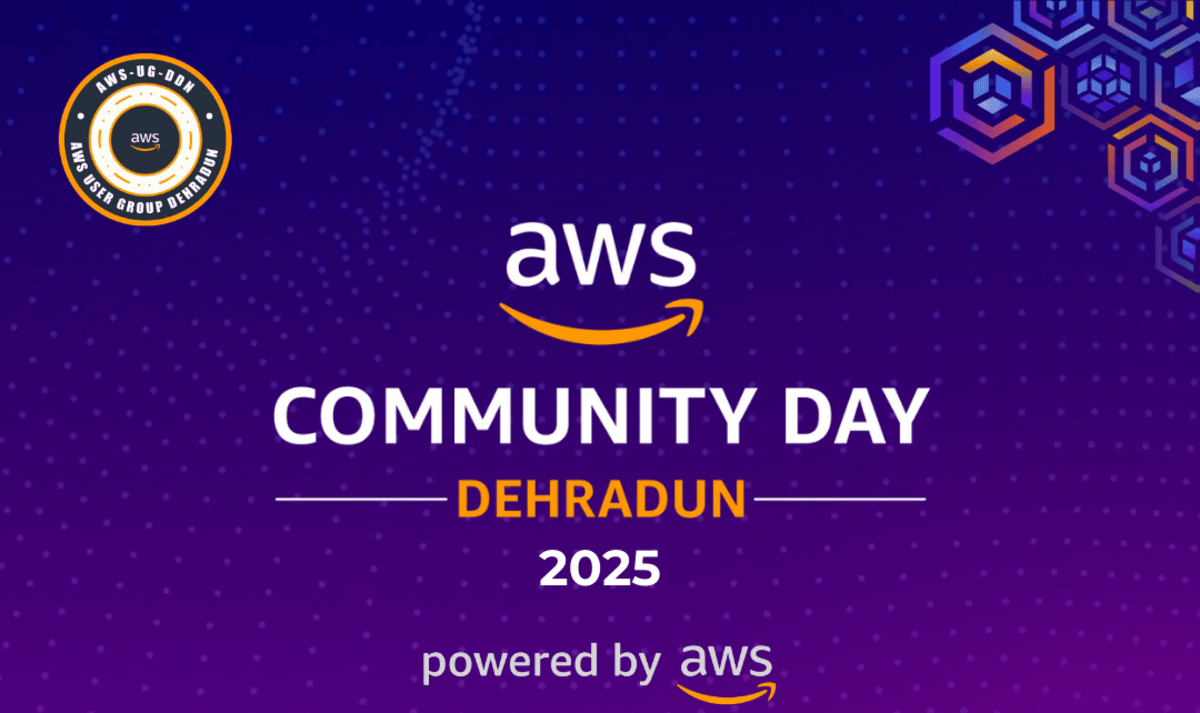 AWS-UG-DDN
aws
AWS USER GROUP DEHRADUN
aws
COMMUNITY DAY
DEHRADUN
2025
powered by aws